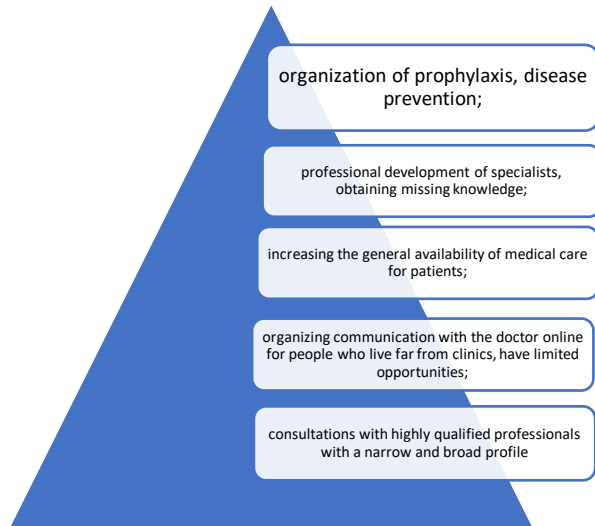 organization of prophylaxis, disease
prevention;
professional development of specialists,
obtaining missing knowledge;
increasing the general availability of medical care
for patients;
organizing communication with the doctor online
for people who live far from clinics, have limited
opportunities;
consultations with highly qualified professionals
with a narrow and broad profile